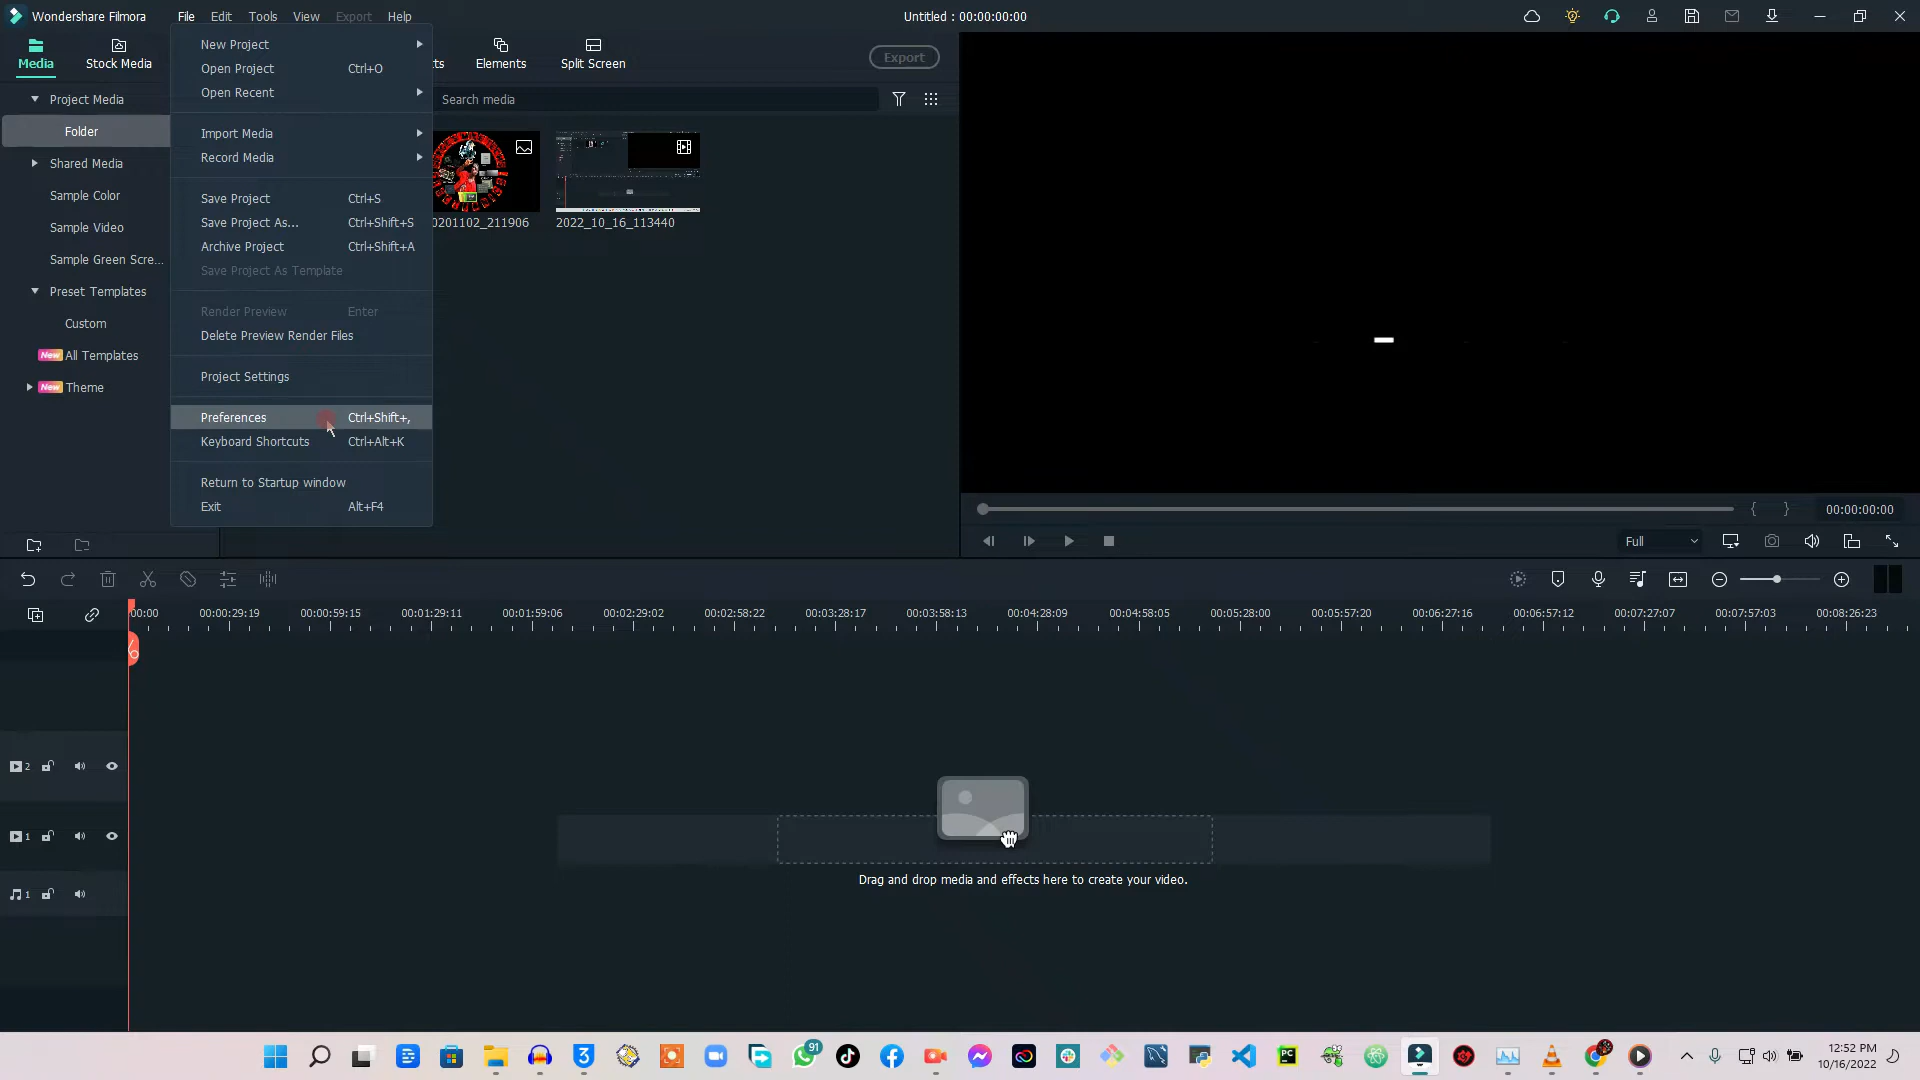 Wondershare Filmora File Edit Tools View Export Help Untitled : 00:00:00:00
Media Stock Media Elements Split Screen Export
Project Media
Folder
Shared Media
Sample Color
Sample Video
Sample Green Scre...
Preset Templates
Custom
New All Templates
New Theme
New Project
Open Project Ctrl+O
Open Recent
Import Media
Record Media
Save Project Ctrl+S
Save Project As... Ctrl+Shift+S
Archive Project Ctrl+Shift+A
Save Project As Template
Render Preview Enter
Delete Preview Render Files
Project Settings
Preferences Ctrl+Shift+,
Keyboard Shortcuts Ctrl+Alt+K
Return to Startup window
Exit Alt+F4
Search media
0201102_211906 2022_10_16_113440
{ } 00:00:00:00
Full
00:00 00:00:29:19 00:00:59:15 00:01:29:11 00:01:59:06 00:02:29:02 00:02:58:22 00:03:28:17 00:03:58:13 00:04:28:09 00:04:58:05 00:05:28:00 00:05:57:20 00:06:27:16 00:06:57:12 00:07:27:07 00:07:57:03 00:08:26:23
2
1
1
Drag and drop media and effects here to create your video.
91
12:52 PM
10/16/2022